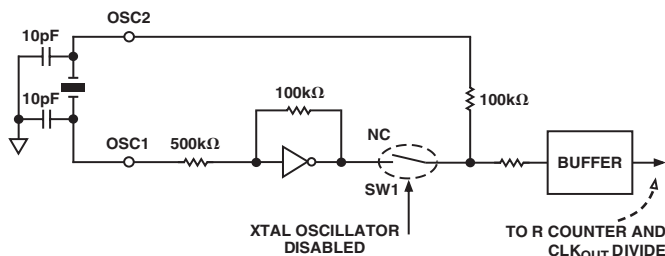 OSC2
10pF
10pF
OSC1
500kΩ
100kΩ
NC
SW1
100kΩ
BUFFER
XTAL OSCILLATOR
DISABLED
TO R COUNTER AND
CLKOUT DIVIDE